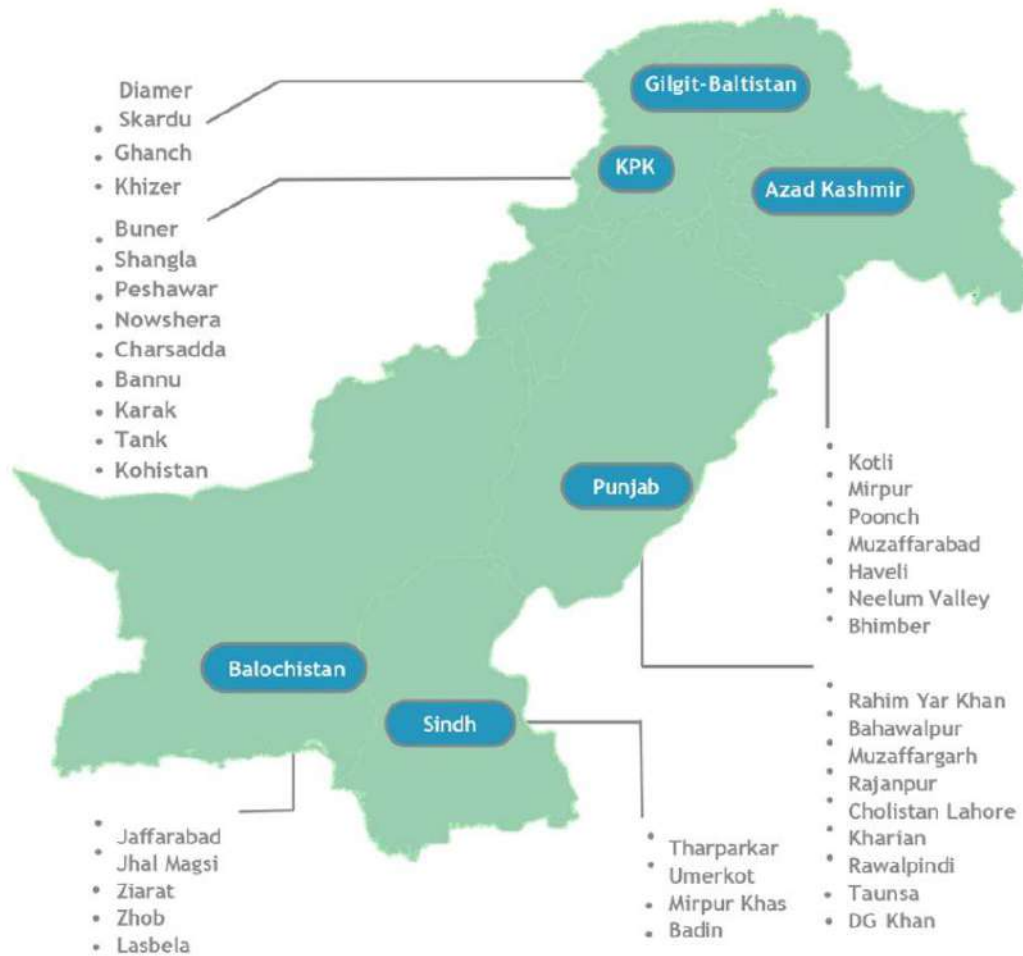 Gilgit-Baltistan
KPK
Azad Kashmir
Punjab
Balochistan
Sindh
Diamer
• Skardu
• Ghanch
• Khizer
• Buner
• Shangla
• Peshawar
• Nowshera
• Charsadda
• Bannu
• Karak
• Tank
• Kohistan
• Kotli
• Mirpur
• Poonch
• Muzaffarabad
• Haveli
• Neelum Valley
• Bhimber
• Rahim Yar Khan
• Bahawalpur
• Muzaffargarh
• Rajanpur
• Cholistan Lahore
• Kharian
• Rawalpindi
• Taunsa
• DG Khan
• Jaffarabad
• Jhal Magsi
• Ziarat
• Zhob
• Lasbela
• Tharparkar
• Umerkot
• Mirpur Khas
• Badin